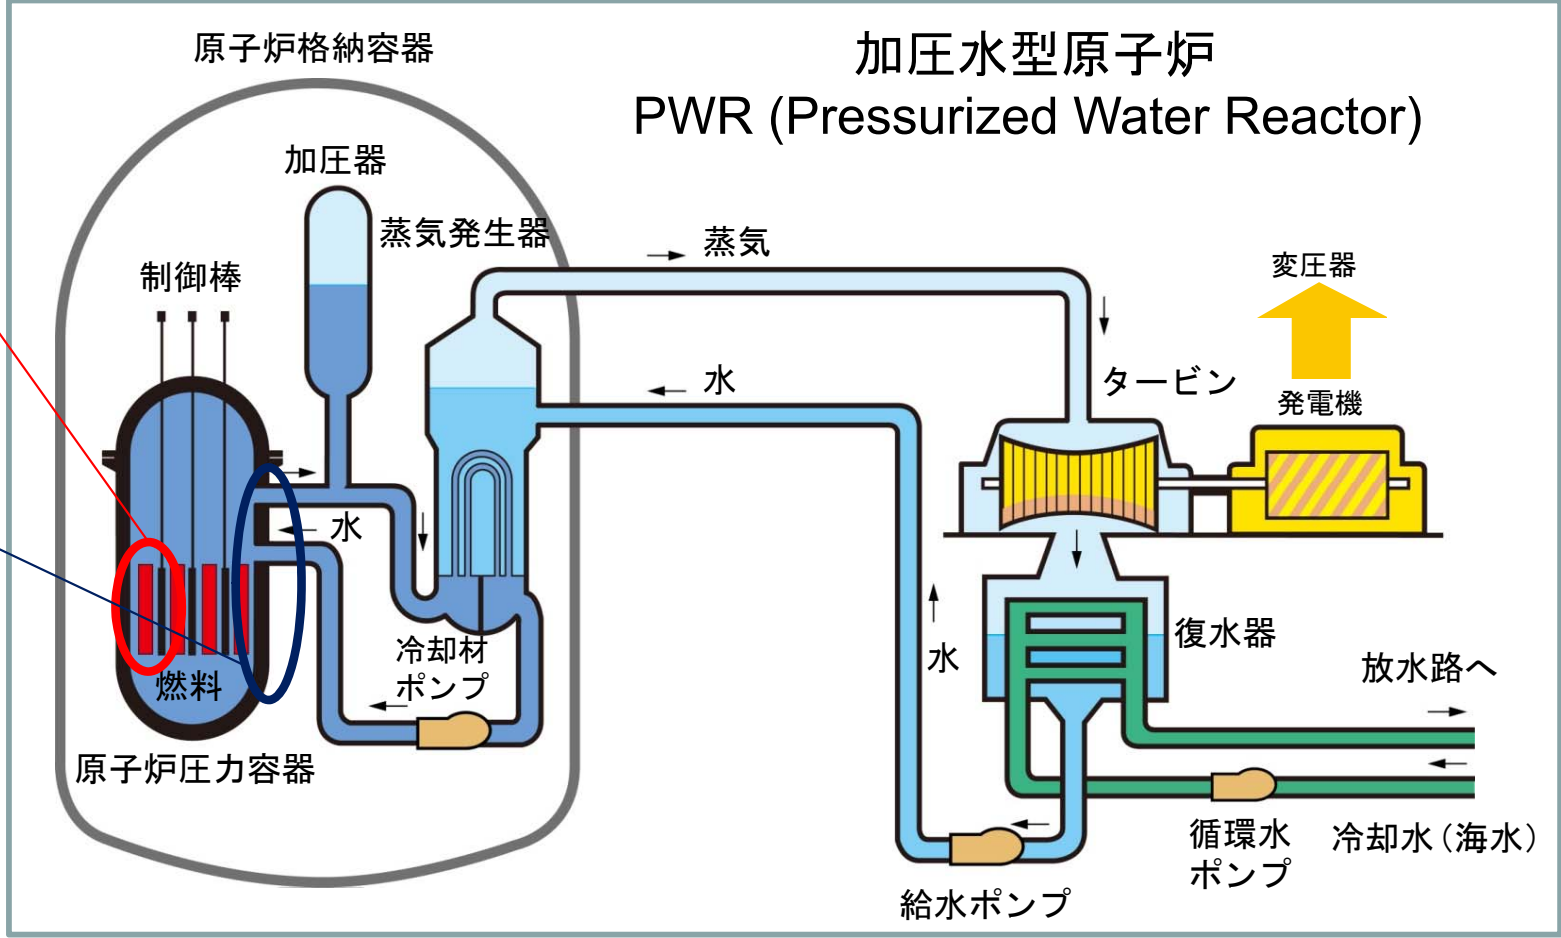 原子炉格納容器
加圧水型原子炉
PWR (Pressurized Water Reactor)
加圧器
蒸気発生器
蒸気
制御棒
変圧器
水
タービン
発電機
水
冷却材
ポンプ
水
復水器
燃料
放水路へ
原子炉圧力容器
循環水
ポンプ
冷却水(海水)
給水ポンプ